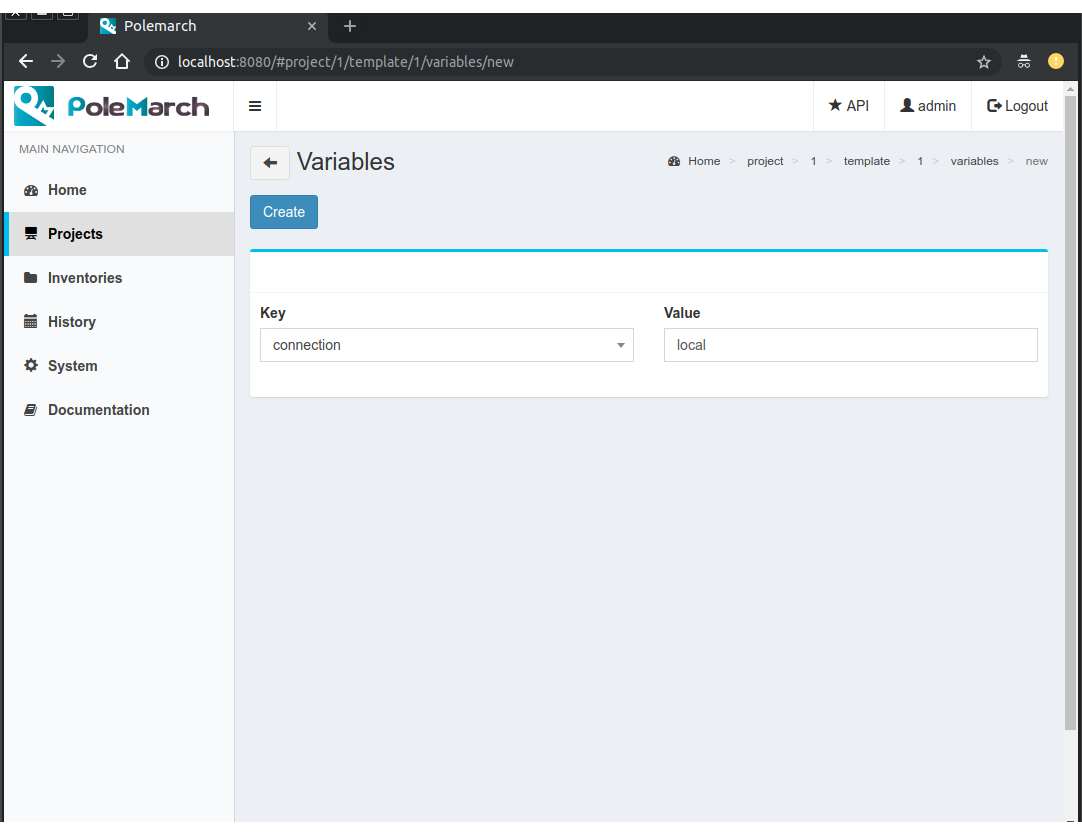 Polemarch
localhost:8080/#project/1/template/1/variables/new
PoleMarch
API
admin
Logout
MAIN NAVIGATION
Variables
Home > project > 1 > template > 1 > variables > new
Home
Create
Projects
Inventories
Key
Value
History
connection
local
System
Documentation